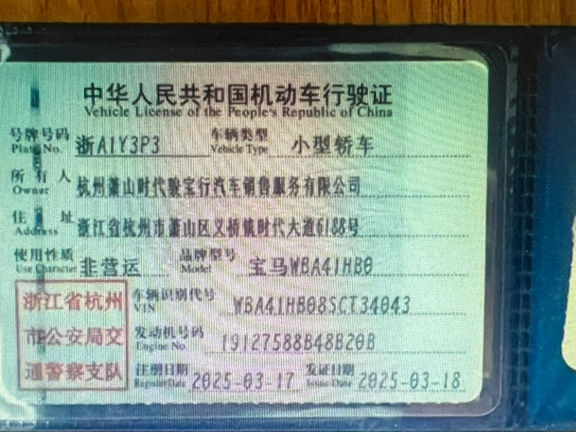 中华人民共和国机动车行驶证
Vehicle License of the People's Republic of China
号牌号码 浙A1Y3P3 车辆类型 小型轿车
Plate No. Vehicle Type
所有人 杭州萧山时代骏宝行汽车销售服务有限公司
Owner
住址 浙江省杭州市萧山区义桥镇时代大道6188号
Address
使用性质 非营运 品牌型号 宝马WBA41HB0
Use Character Model
浙江省杭州
市公安局交
通警察支队
车辆识别代号 WBA41HB08SCT34043
VIN
发动机号码 19127588B48B20B
Engine No.
注册日期 2025-03-17 发证日期 2025-03-18
Register Date Issue Date